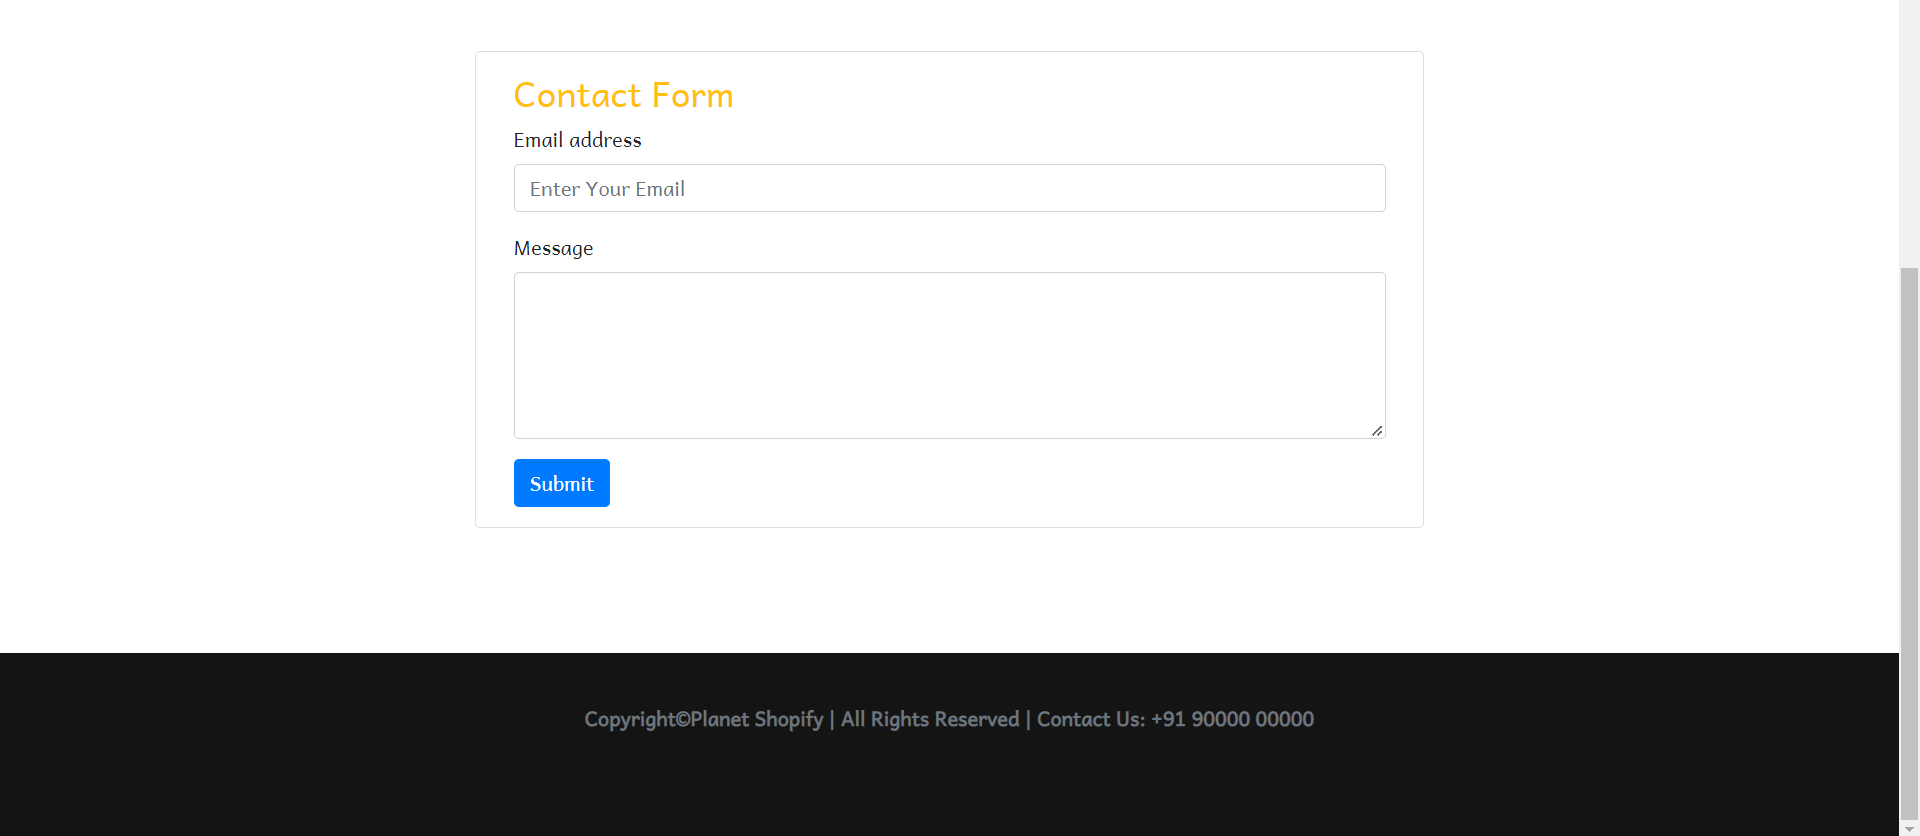 Contact Form
Email address
Enter Your Email
Message
Submit
Copyright©Planet Shopify | All Rights Reserved | Contact Us: +91 90000 00000